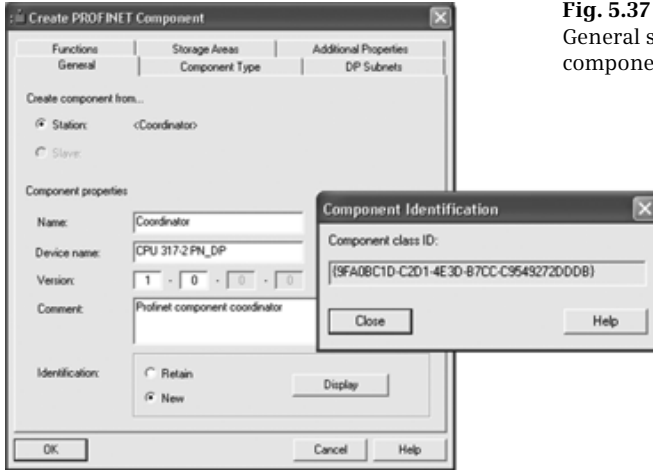 Create PROFINET Component
Fig. 5.37
General s
compone
Functions Storage Areas Additional Properties
General Component Type DP Subnets
Create component from...
Station: <Coordinator>
Slave:
Component properties
Name: Coordinator
Device name: CPU 317-2 PN_DP
Version: 1 - 0 - 0 - 0
Comment: Profinet component coordinator
Identification: Retain
New
Display
OK Cancel Help
Component Identification
Component class ID:
{9FA0BC1D-C2D1-4E3D-B7CC-C9549272DDDB}
Close Help